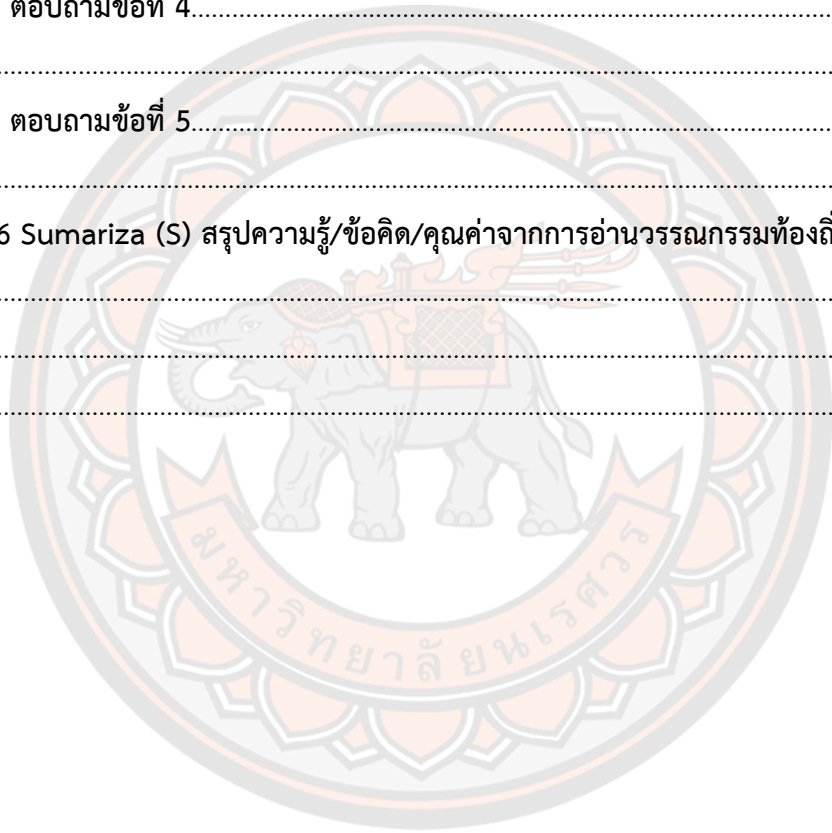 ตอบถามข้อที่ 4........................................................................................................
........................................................................................................................
ตอบถามข้อที่ 5........................................................................................................
........................................................................................................................
6 Sumariza (S) สรุปความรู้/ข้อคิด/คุณค่าจากการอ่านวรรณกรรมท้องถิ่
........................................................................................................................
........................................................................................................................
........................................................................................................................
มหาวิทยาลัยนเรศวร